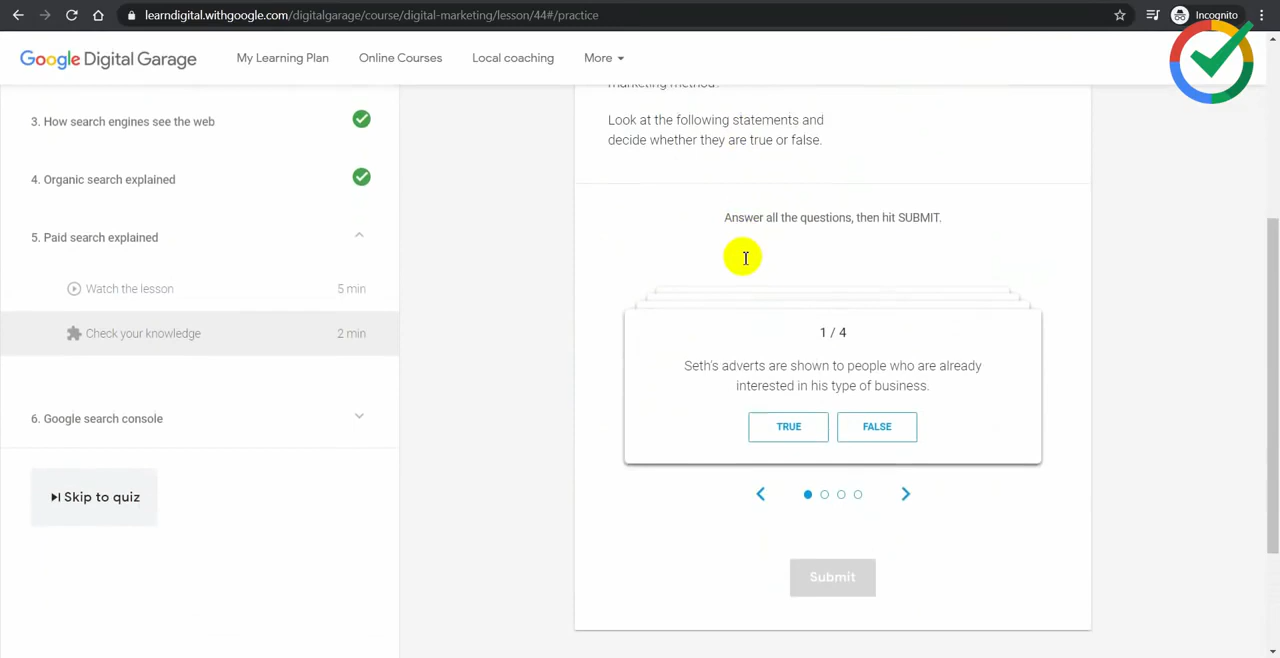 learndigital.withgoogle.com/digitalgarage/course/digital-marketing/lesson/44#/practice
Incognito
Google Digital Garage
My Learning Plan
Online Courses
Local coaching
More
3. How search engines see the web
4. Organic search explained
5. Paid search explained
Watch the lesson
5 min
Check your knowledge
2 min
6. Google search console
Skip to quiz
marketing method?
Look at the following statements and
decide whether they are true or false.
Answer all the questions, then hit SUBMIT.
1 / 4
Seth's adverts are shown to people who are already
interested in his type of business.
TRUE
FALSE
Submit